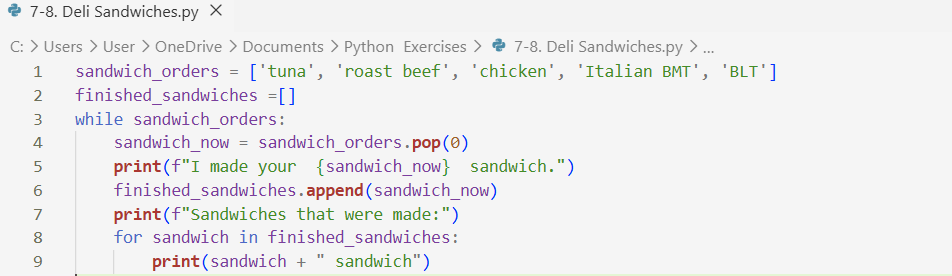 7-8. Deli Sandwiches.py ×
C: > Users > User > OneDrive > Documents > Python Exercises > 7-8. Deli Sandwiches.py > ...
1 sandwich_orders = ['tuna', 'roast beef', 'chicken', 'Italian BMT', 'BLT']
2 finished_sandwiches =[]
3 while sandwich_orders:
4     sandwich_now = sandwich_orders.pop(0)
5     print(f"I made your  {sandwich_now}  sandwich.")
6     finished_sandwiches.append(sandwich_now)
7     print(f"Sandwiches that were made:")
8     for sandwich in finished_sandwiches:
9         print(sandwich + " sandwich")